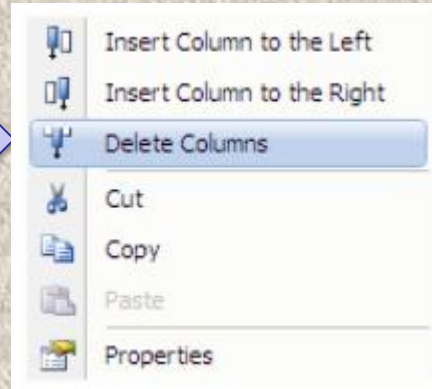 Insert Column to the Left
Insert Column to the Right
Delete Columns
Cut
Copy
Paste
Properties